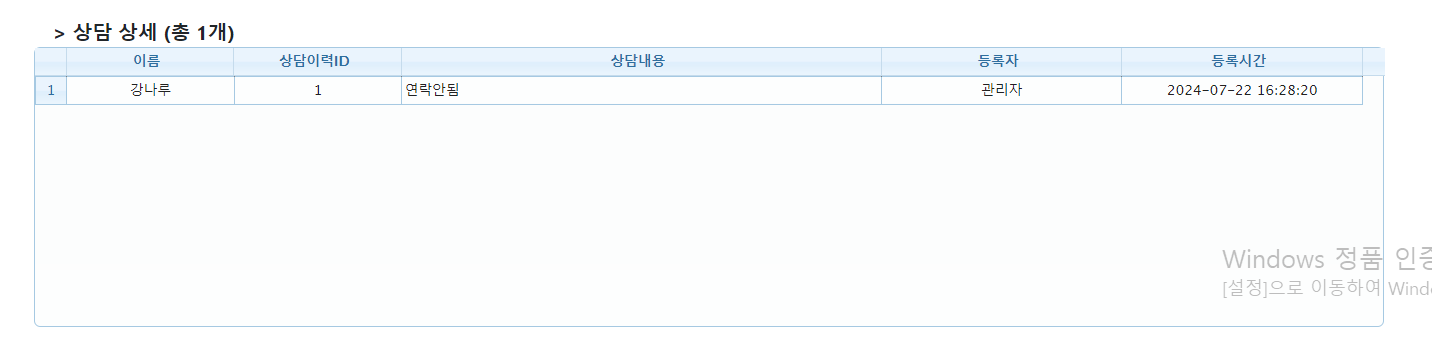 > 상담 상세 (총 1개)
이름 상담이력ID 상담내용 등록자 등록시간
1 강나루 1 연락안됨 관리자 2024-07-22 16:28:20
Windows 정품 인증
[설정]으로 이동하여 Windo